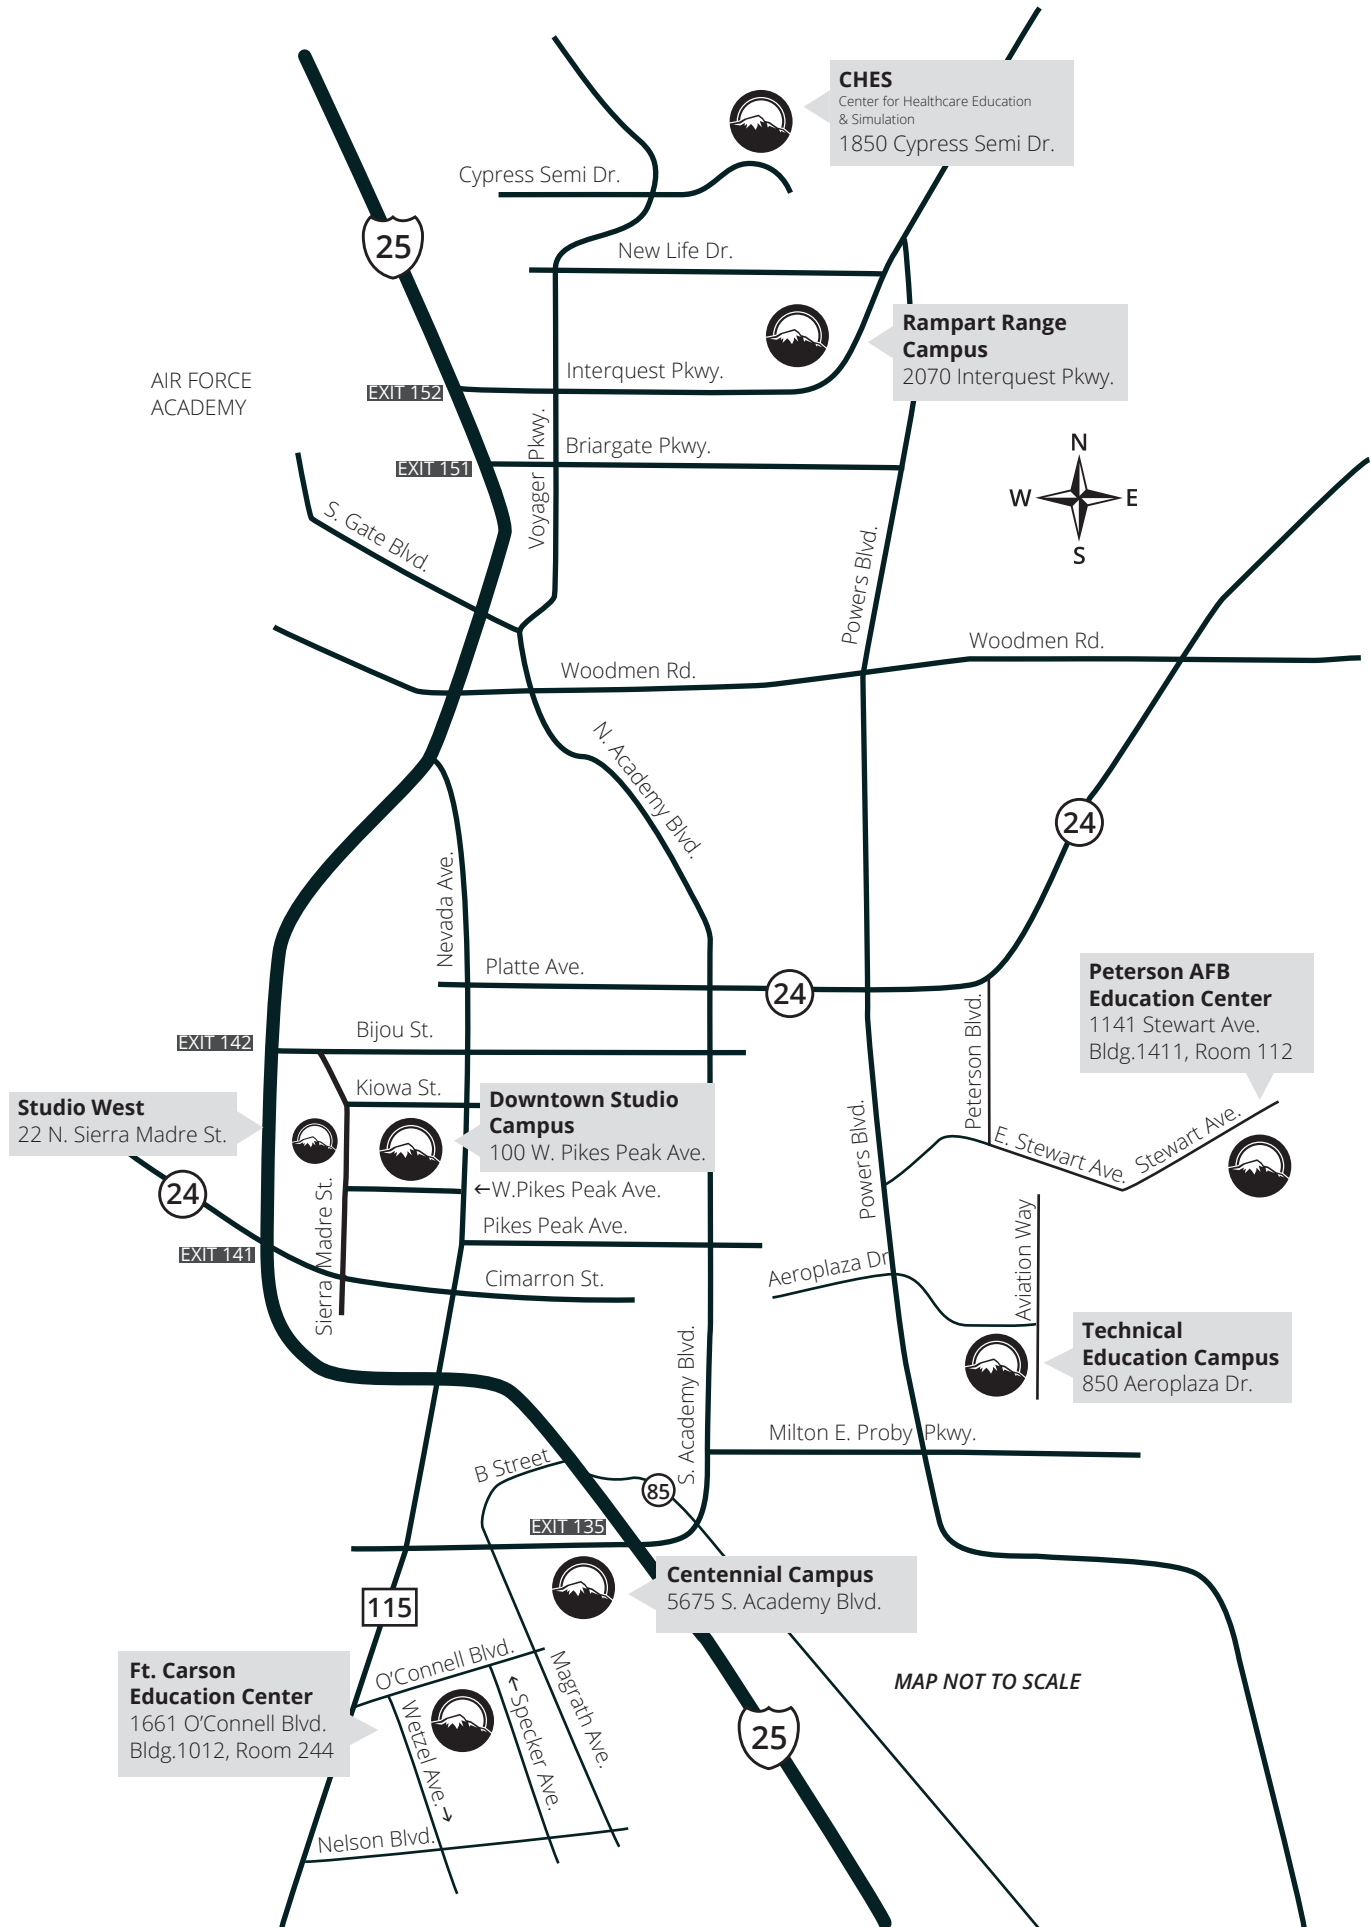 CHES
Center for Healthcare Education
& Simulation
1850 Cypress Semi Dr.
Cypress Semi Dr.
25
New Life Dr.
Rampart Range
Campus
2070 Interquest Pkwy.
AIR FORCE
ACADEMY
EXIT 152
Interquest Pkwy.
EXIT 151
Voyager Pkwy.
Briargate Pkwy.
N
W
E
S
S. Gate Blvd.
Powers Blvd.
Woodmen Rd.
Woodmen Rd.
N. Academy Blvd.
24
Nevada Ave.
Platte Ave.
24
Peterson AFB
Education Center
1141 Stewart Ave.
Bldg.1411, Room 112
Peterson Blvd.
EXIT 142
Bijou St.
Kiowa St.
Studio West
22 N. Sierra Madre St.
Downtown Studio
Campus
100 W. Pikes Peak Ave.
Powers Blvd.
E. Stewart Ave.
Stewart Ave.
24
←W.Pikes Peak Ave.
Sierra Madre St.
Pikes Peak Ave.
EXIT 141
Cimarron St.
Aeroplaza Dr
Aviation Way
Technical
Education Campus
850 Aeroplaza Dr.
S. Academy Blvd.
Milton E. Proby Pkwy.
B Street
85
EXIT 135
Centennial Campus
5675 S. Academy Blvd.
115
Ft. Carson
Education Center
1661 O’Connell Blvd.
Bldg.1012, Room 244
O’Connell Blvd.
Wetzel Ave.→
←Specker Ave.
Magrath Ave.
MAP NOT TO SCALE
25
Nelson Blvd.